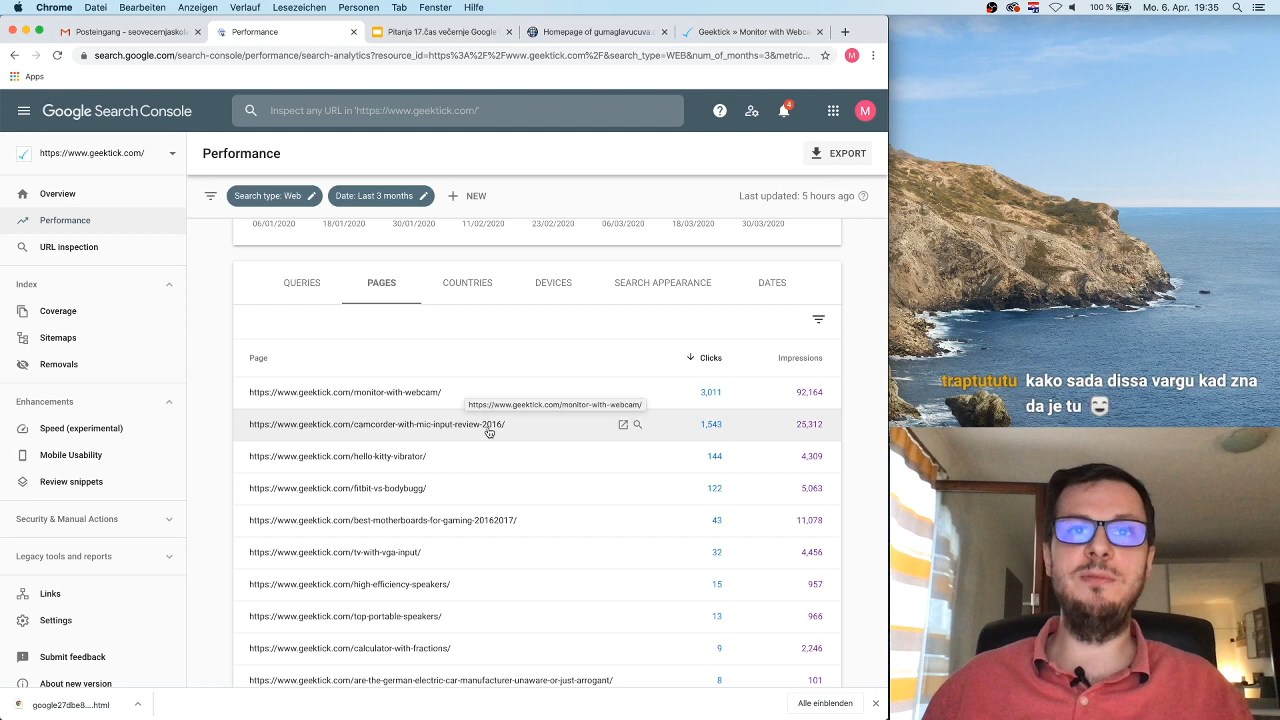 Chrome Datei Bearbeiten Anzeigen Verlauf Lesezeichen Personen Tab Fenster Hilfe 100 % Mo. 6. Apr. 19:35
Posteingang - seovecernjaskol Performance Pitanja 17.čas večernje Google Homepage of gumaglavucuva.c Geektick » Monitor with Webca
search.google.com/search-console/performance/search-analytics?resource_id=https%3A%2F%2Fwww.geektick.com%2F&search_type=WEB&num_of_months=3&metric... M
Apps
Google Search Console Inspect any URL in 'https://www.geektick.com/' 4 M
https://www.geektick.com/ Performance EXPORT
Overview
Performance
URL inspection
Index
Coverage
Sitemaps
Removals
Enhancements
Speed (experimental)
Mobile Usability
Review snippets
Security & Manual Actions
Legacy tools and reports
Links
Settings
Submit feedback
About new version
Search type: Web Date: Last 3 months NEW Last updated: 5 hours ago
06/01/2020 18/01/2020 30/01/2020 11/02/2020 23/02/2020 06/03/2020 18/03/2020 30/03/2020
QUERIES PAGES COUNTRIES DEVICES SEARCH APPEARANCE DATES
Page Clicks Impressions
https://www.geektick.com/monitor-with-webcam/ 3,011 92,164
https://www.geektick.com/monitor-with-webcam/
https://www.geektick.com/camcorder-with-mic-input-review-2016/ 1,543 25,312
https://www.geektick.com/hello-kitty-vibrator/ 144 4,309
https://www.geektick.com/fitbit-vs-bodybugg/ 122 5,063
https://www.geektick.com/best-motherboards-for-gaming-20162017/ 43 11,078
https://www.geektick.com/tv-with-vga-input/ 32 4,456
https://www.geektick.com/high-efficiency-speakers/ 15 957
https://www.geektick.com/top-portable-speakers/ 13 966
https://www.geektick.com/calculator-with-fractions/ 9 2,246
https://www.geektick.com/are-the-german-electric-car-manufacturer-unaware-or-just-arrogant/ 8 101
google27dbe8....html Alle einblenden
traptututu kako sada dissa vargu kad zna
da je tu